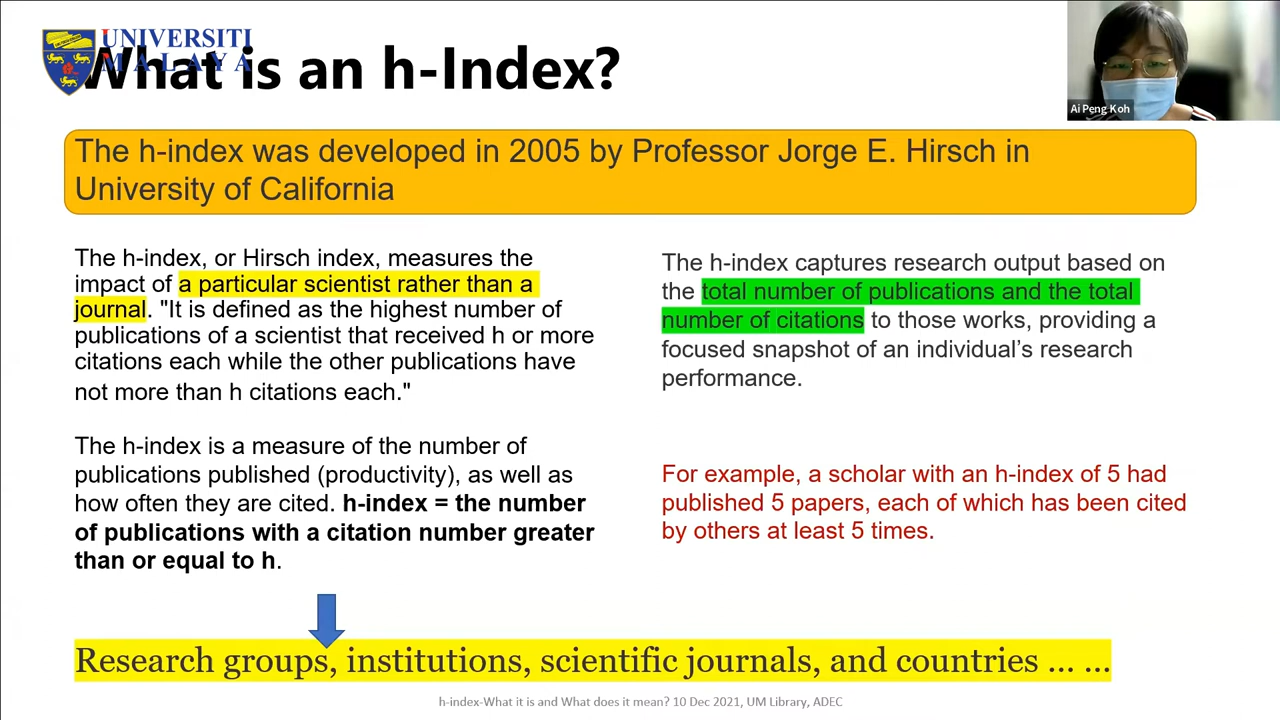 UNIVERSITI
MALAYA
What is an h-Index?
Ai Peng Koh
The h-index was developed in 2005 by Professor Jorge E. Hirsch in
University of California
The h-index, or Hirsch index, measures the
impact of a particular scientist rather than a
journal. "It is defined as the highest number of
publications of a scientist that received h or more
citations each while the other publications have
not more than h citations each."
The h-index is a measure of the number of
publications published (productivity), as well as
how often they are cited. h-index = the number
of publications with a citation number greater
than or equal to h.
The h-index captures research output based on
the total number of publications and the total
number of citations to those works, providing a
focused snapshot of an individual’s research
performance.
For example, a scholar with an h-index of 5 had
published 5 papers, each of which has been cited
by others at least 5 times.
Research groups, institutions, scientific journals, and countries ... ...
h-index-What it is and What does it mean? 10 Dec 2021, UM Library, ADEC